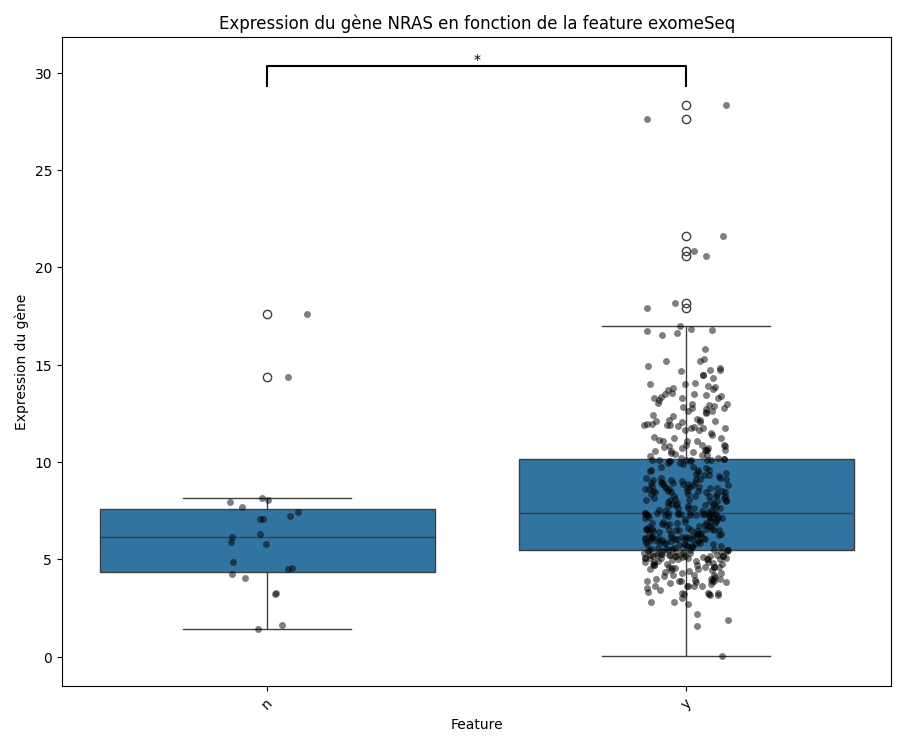 Expression du gène NRAS en fonction de la feature exomeSeq
*
30
25
20
15
10
5
0
Expression du gène
n
y
Feature